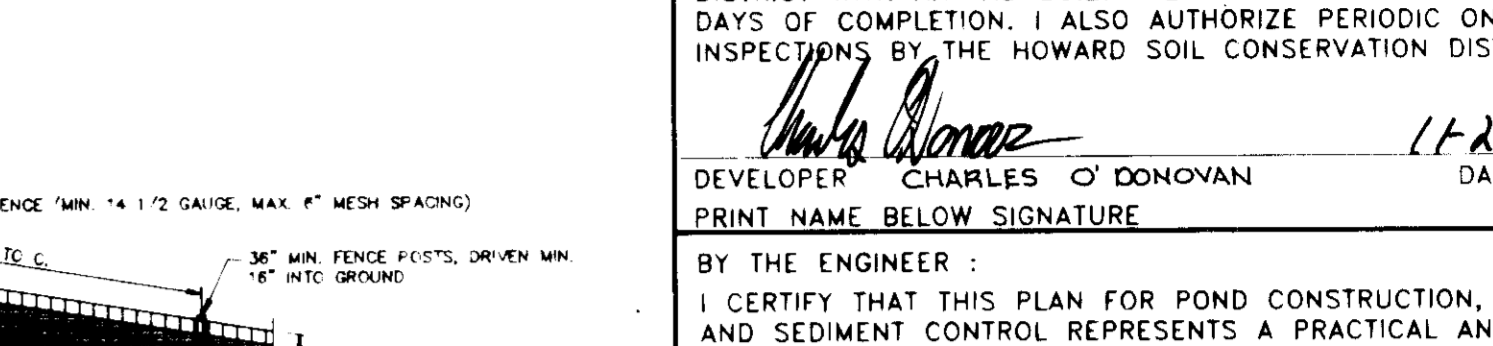 DAYS OF COMPLETION. I ALSO AUTHORIZE PERIODIC ON
INSPECTIONS BY THE HOWARD SOIL CONSERVATION DIS
DEVELOPER CHARLES O'DONOVAN DA
PRINT NAME BELOW SIGNATURE
ENCE (MIN. 14 1/2 GAUGE, MAX. 6" MESH SPACING)
TO C.
36" MIN. FENCE POSTS, DRIVEN MIN.
16" INTO GROUND
BY THE ENGINEER :
I CERTIFY THAT THIS PLAN FOR POND CONSTRUCTION,
AND SEDIMENT CONTROL REPRESENTS A PRACTICAL AN